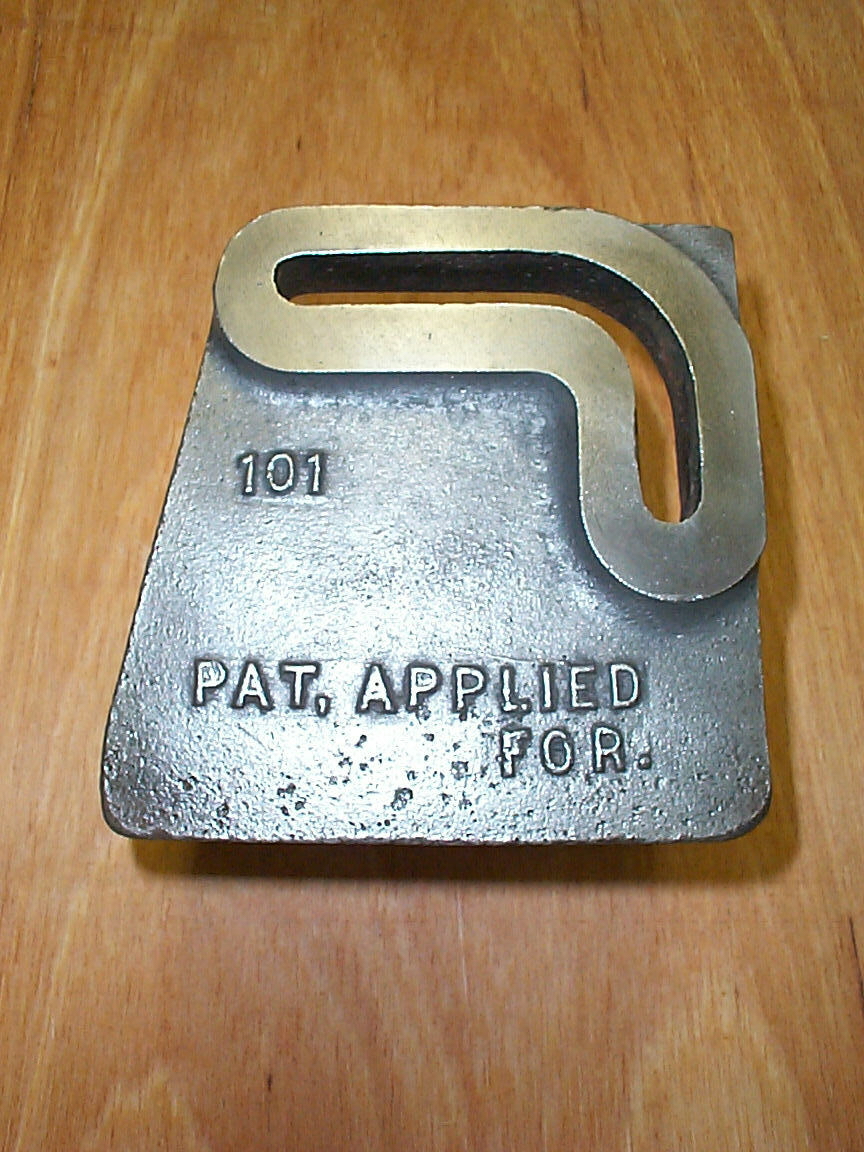 101
PAT, APPLIED
FOR.